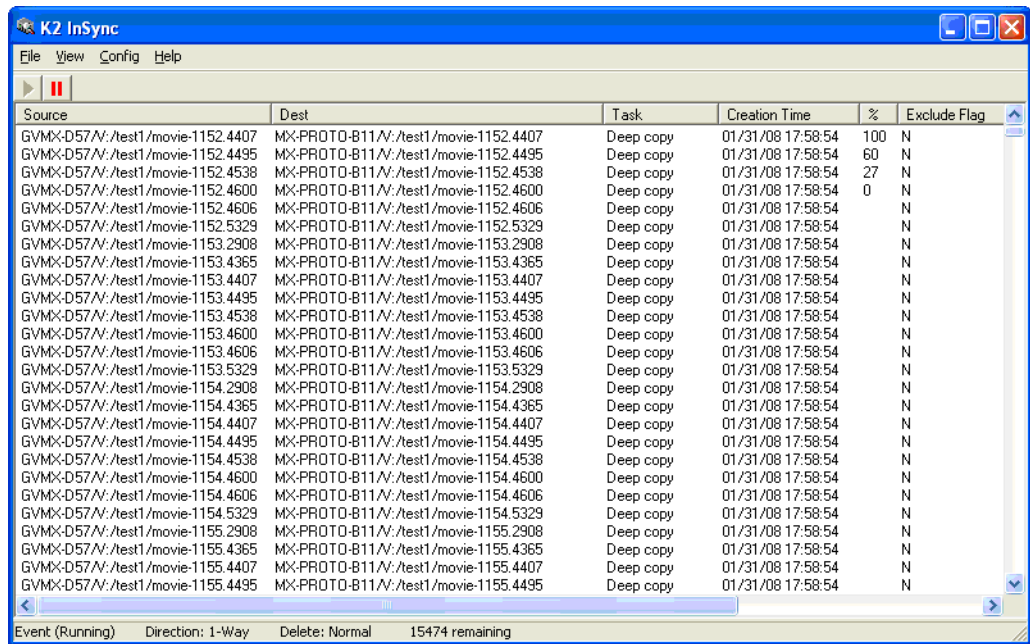 K2 InSync
File View Config Help
Source Dest Task Creation Time % Exclude Flag
GVMX-D57/V:/test1/movie-1152.4407 MX-PROTO-B11/V:/test1/movie-1152.4407 Deep copy 01/31/08 17:58:54 100 N
GVMX-D57/V:/test1/movie-1152.4495 MX-PROTO-B11/V:/test1/movie-1152.4495 Deep copy 01/31/08 17:58:54 60 N
GVMX-D57/V:/test1/movie-1152.4538 MX-PROTO-B11/V:/test1/movie-1152.4538 Deep copy 01/31/08 17:58:54 27 N
GVMX-D57/V:/test1/movie-1152.4600 MX-PROTO-B11/V:/test1/movie-1152.4600 Deep copy 01/31/08 17:58:54 0 N
GVMX-D57/V:/test1/movie-1152.4606 MX-PROTO-B11/V:/test1/movie-1152.4606 Deep copy 01/31/08 17:58:54 N
GVMX-D57/V:/test1/movie-1152.5329 MX-PROTO-B11/V:/test1/movie-1152.5329 Deep copy 01/31/08 17:58:54 N
GVMX-D57/V:/test1/movie-1153.2908 MX-PROTO-B11/V:/test1/movie-1153.2908 Deep copy 01/31/08 17:58:54 N
GVMX-D57/V:/test1/movie-1153.4365 MX-PROTO-B11/V:/test1/movie-1153.4365 Deep copy 01/31/08 17:58:54 N
GVMX-D57/V:/test1/movie-1153.4407 MX-PROTO-B11/V:/test1/movie-1153.4407 Deep copy 01/31/08 17:58:54 N
GVMX-D57/V:/test1/movie-1153.4495 MX-PROTO-B11/V:/test1/movie-1153.4495 Deep copy 01/31/08 17:58:54 N
GVMX-D57/V:/test1/movie-1153.4538 MX-PROTO-B11/V:/test1/movie-1153.4538 Deep copy 01/31/08 17:58:54 N
GVMX-D57/V:/test1/movie-1153.4600 MX-PROTO-B11/V:/test1/movie-1153.4600 Deep copy 01/31/08 17:58:54 N
GVMX-D57/V:/test1/movie-1153.4606 MX-PROTO-B11/V:/test1/movie-1153.4606 Deep copy 01/31/08 17:58:54 N
GVMX-D57/V:/test1/movie-1153.5329 MX-PROTO-B11/V:/test1/movie-1153.5329 Deep copy 01/31/08 17:58:54 N
GVMX-D57/V:/test1/movie-1154.2908 MX-PROTO-B11/V:/test1/movie-1154.2908 Deep copy 01/31/08 17:58:54 N
GVMX-D57/V:/test1/movie-1154.4365 MX-PROTO-B11/V:/test1/movie-1154.4365 Deep copy 01/31/08 17:58:54 N
GVMX-D57/V:/test1/movie-1154.4407 MX-PROTO-B11/V:/test1/movie-1154.4407 Deep copy 01/31/08 17:58:54 N
GVMX-D57/V:/test1/movie-1154.4495 MX-PROTO-B11/V:/test1/movie-1154.4495 Deep copy 01/31/08 17:58:54 N
GVMX-D57/V:/test1/movie-1154.4538 MX-PROTO-B11/V:/test1/movie-1154.4538 Deep copy 01/31/08 17:58:54 N
GVMX-D57/V:/test1/movie-1154.4600 MX-PROTO-B11/V:/test1/movie-1154.4600 Deep copy 01/31/08 17:58:54 N
GVMX-D57/V:/test1/movie-1154.4606 MX-PROTO-B11/V:/test1/movie-1154.4606 Deep copy 01/31/08 17:58:54 N
GVMX-D57/V:/test1/movie-1154.5329 MX-PROTO-B11/V:/test1/movie-1154.5329 Deep copy 01/31/08 17:58:54 N
GVMX-D57/V:/test1/movie-1155.2908 MX-PROTO-B11/V:/test1/movie-1155.2908 Deep copy 01/31/08 17:58:54 N
GVMX-D57/V:/test1/movie-1155.4365 MX-PROTO-B11/V:/test1/movie-1155.4365 Deep copy 01/31/08 17:58:54 N
GVMX-D57/V:/test1/movie-1155.4407 MX-PROTO-B11/V:/test1/movie-1155.4407 Deep copy 01/31/08 17:58:54 N
GVMX-D57/V:/test1/movie-1155.4495 MX-PROTO-B11/V:/test1/movie-1155.4495 Deep copy 01/31/08 17:58:54 N
Event (Running) Direction: 1-Way Delete: Normal 15474 remaining